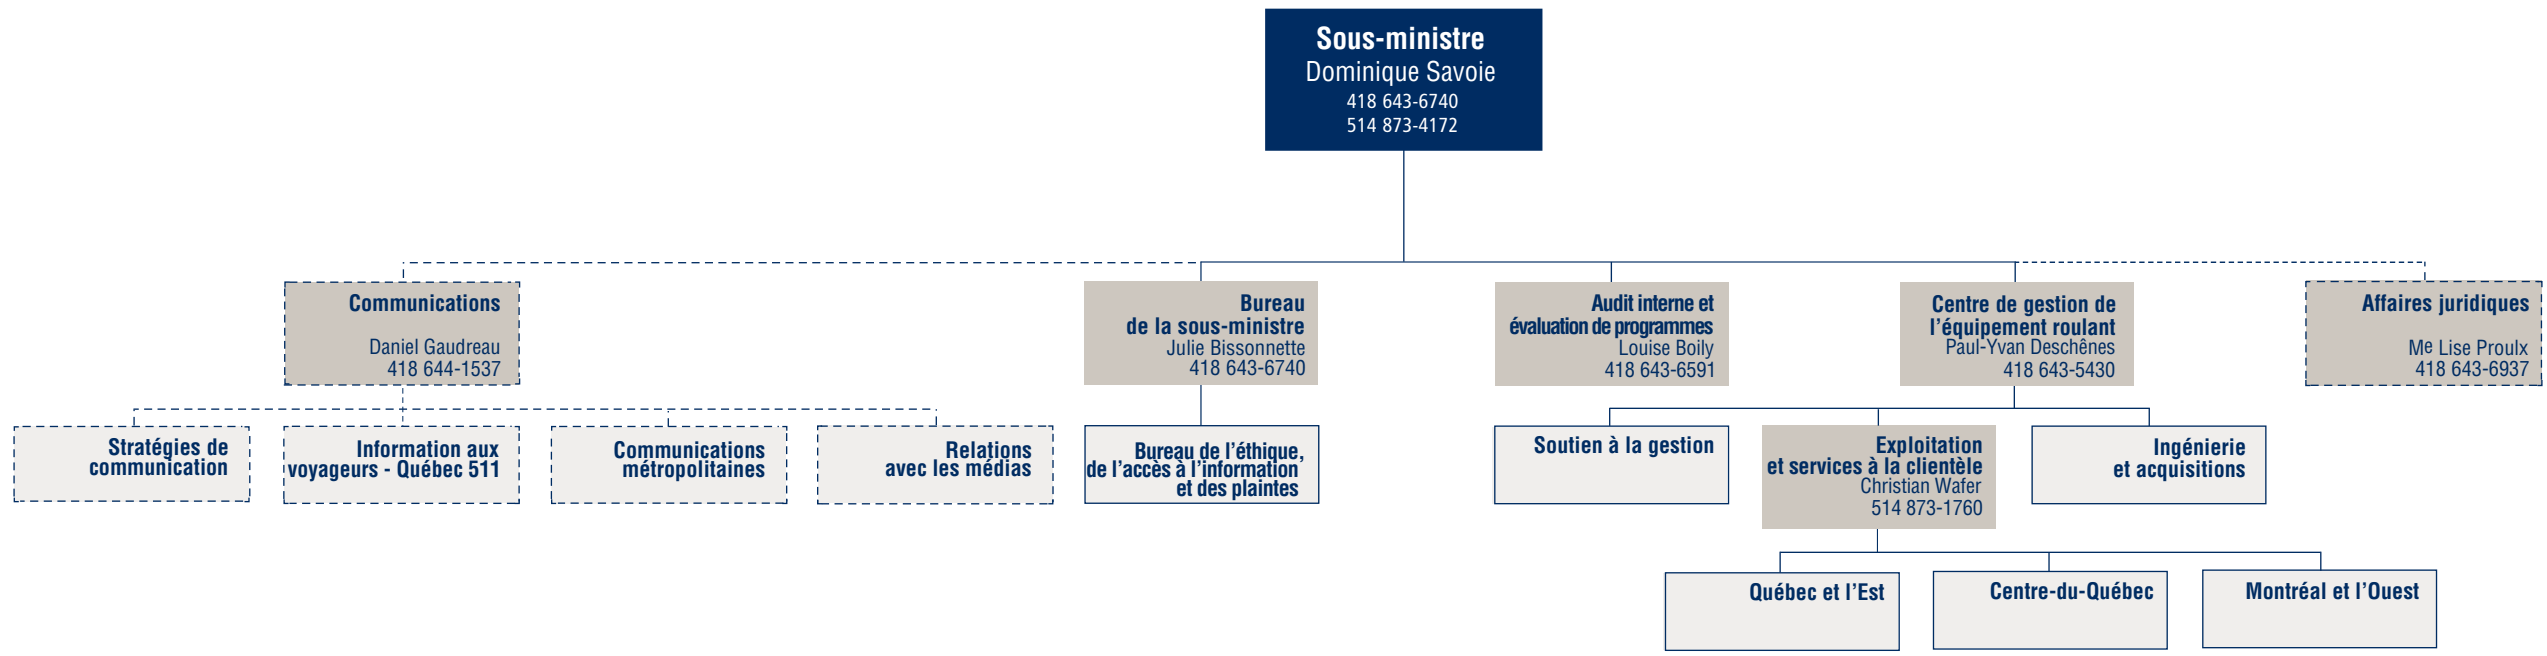 Sous-ministre
Dominique Savoie
418 643-6740
514 873-4172
Communications
Daniel Gaudreau
418 644-1537
Bureau
de la sous-ministre
Julie Bissonnette
418 643-6740
Audit interne et
évaluation de programmes
Louise Boily
418 643-6591
Centre de gestion de
l’équipement roulant
Paul-Yvan Deschênes
418 643-5430
Affaires juridiques
Me Lise Proulx
418 643-6937
Stratégies de
communication
Information aux
voyageurs - Québec 511
Communications
métropolitaines
Relations
avec les médias
Bureau de l’éthique,
de l’accès à l’information
et des plaintes
Soutien à la gestion
Exploitation
et services à la clientèle
Christian Wafer
514 873-1760
Ingénierie
et acquisitions
Québec et l’Est
Centre-du-Québec
Montréal et l’Ouest